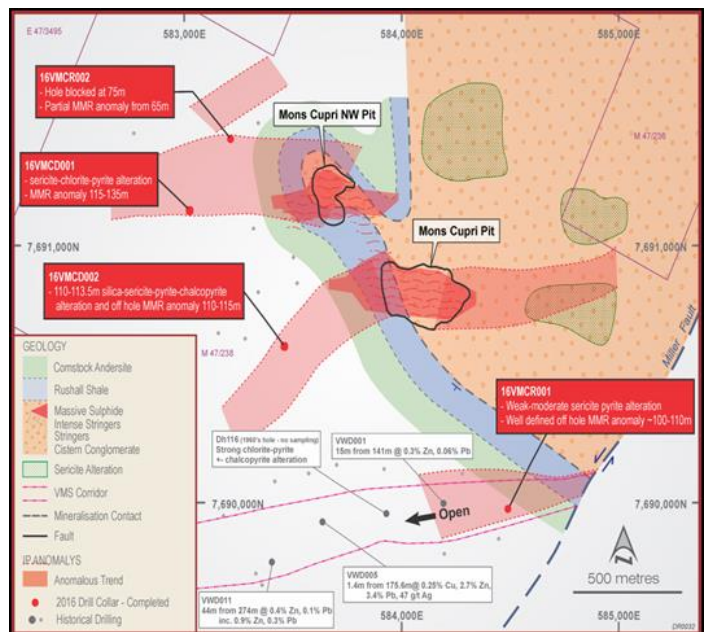 E 47/3495
583,000E
584,000E
585,000E
16VMCR002
- Hole blocked at 75m
- Partial MMR anomaly from 65m
Mons Cupri NW Pit
M 47/238
16VMCD001
- sericite-chlorite-pyrite alteration
- MMR anomaly 115-135m
7,691,000N
7,691,000N
Mons Cupri Pit
16VMCD002
- 110-113.5m silica-sericite-pyrite-chalcopyrite
alteration and off hole MMR anomaly 110-115m
M 47/238
Miller Fault
GEOLOGY
Comstock Andersite
Rushall Shale
Massive Sulphide
Intense Stringers
Stringers
Cistern Conglomerate
Sericite Alteration
VMS Corridor
Mineralisation Contact
Fault
IP ANOMALYS
Anomalous Trend
2016 Drill Collar - Completed
Historical Drilling
16VMCR001
- Weak-moderate sericite pyrite alteration
- Well defined off hole MMR anomaly ~100-110m
Dh116 (1960's hole - no sampling)
Strong chlorite-pyrite
+- chalcopyrite alteration
VWD001
15m from 141m @ 0.3% Zn, 0.06% Pb
7,690,000N
7,690,000N
Open
VWD005
1.4m from 175.6m @ 0.25% Cu, 2.7% Zn,
3.4% Pb, 47 g/t Ag
VWD011
44m from 274m @ 0.4% Zn, 0.1% Pb
inc. 0.9% Zn, 0.3% Pb
N
500 metres
584,000E
585,000E
DR0032